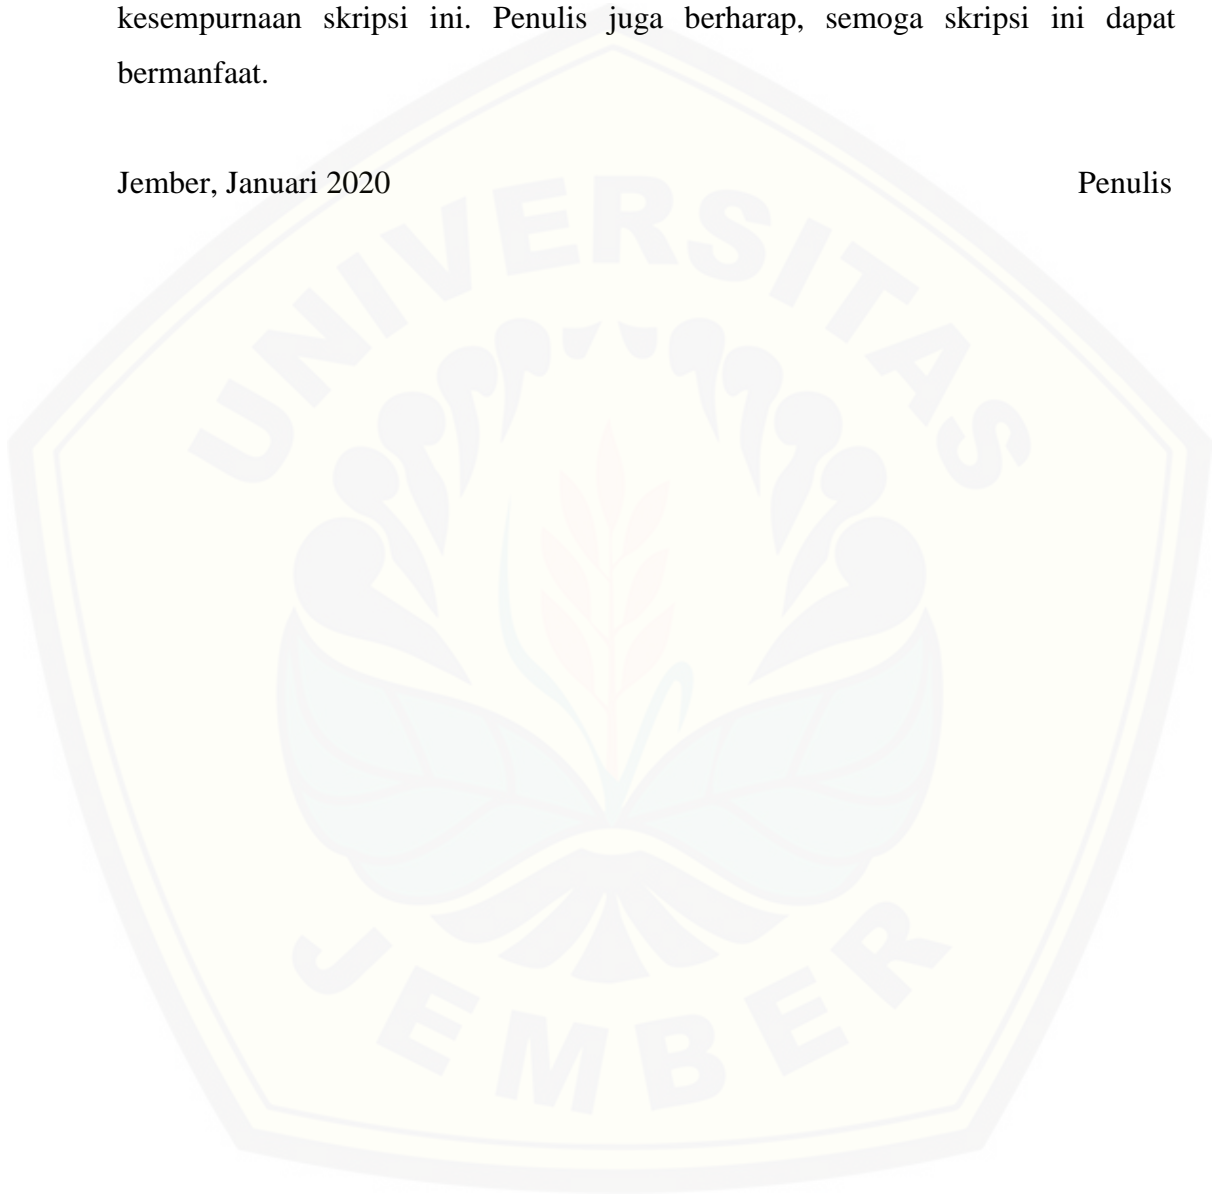 kesempurnaan skripsi ini. Penulis juga berharap, semoga skripsi ini dapat
bermanfaat.
Jember, Januari 2020 Penulis
UNIVERSITAS
JEMBER